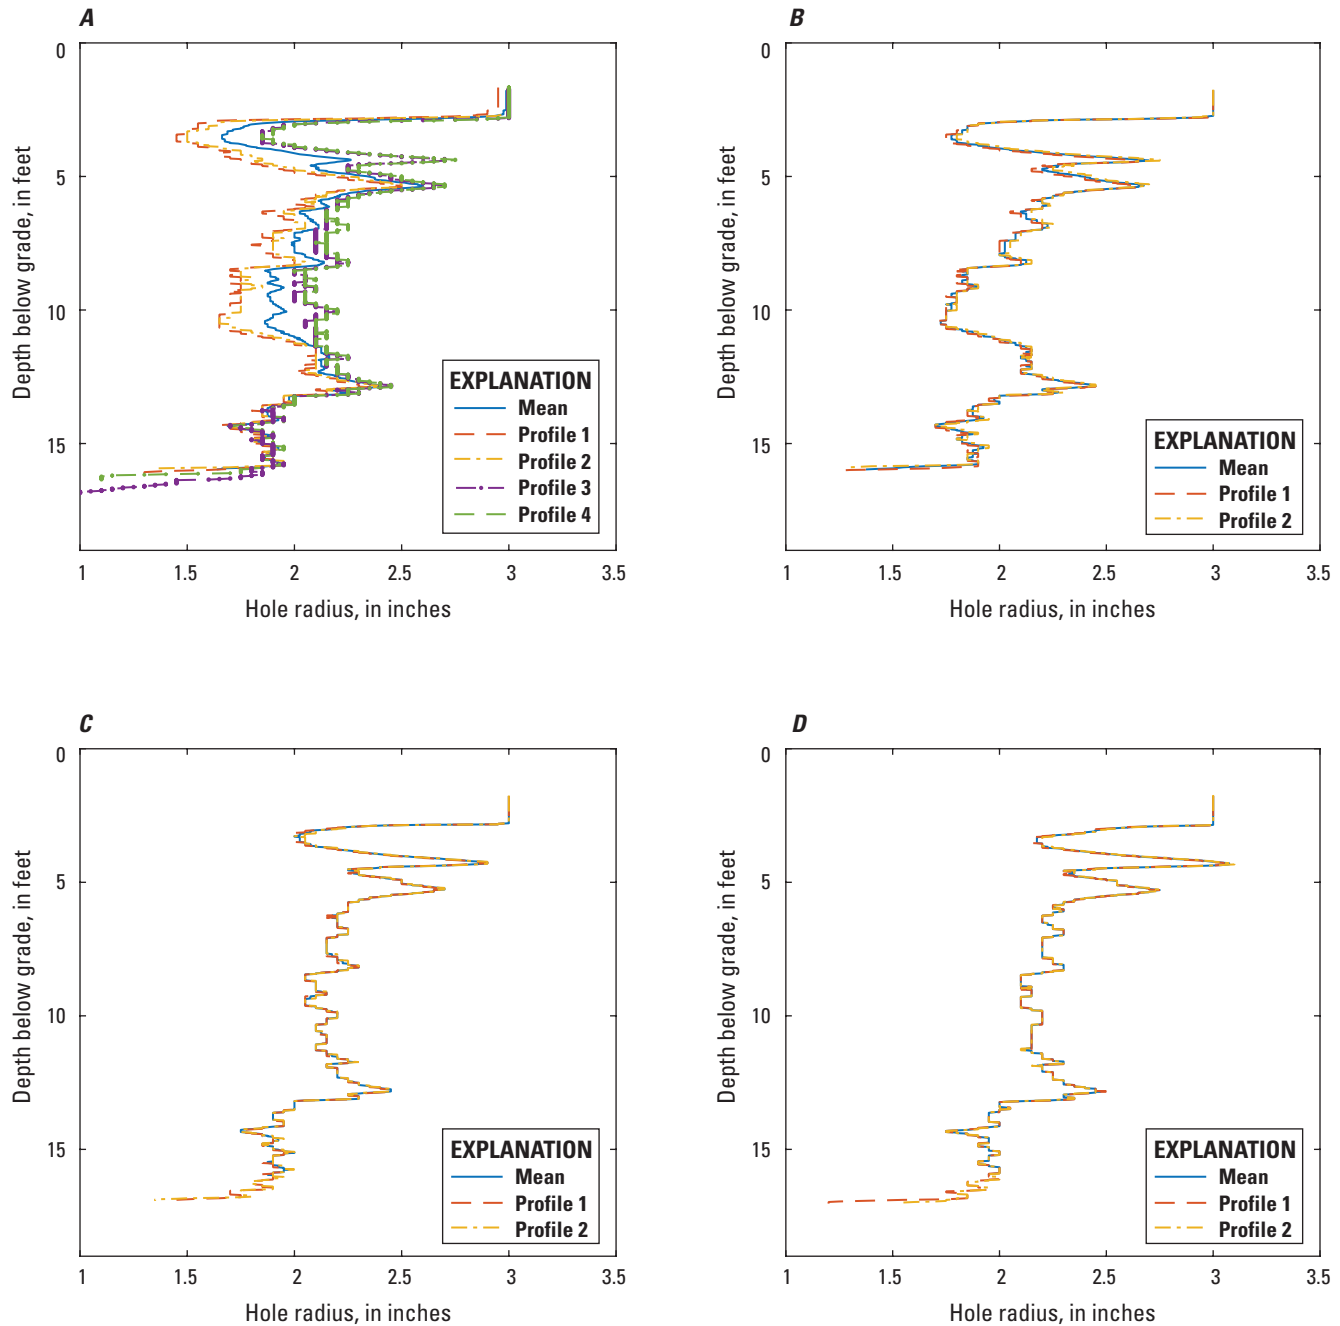 A
0
5
10
15
Depth below grade, in feet
1
1.5
2
2.5
3
3.5
Hole radius, in inches
EXPLANATION
Mean
Profile 1
Profile 2
Profile 3
Profile 4
B
0
5
10
15
Depth below grade, in feet
1
1.5
2
2.5
3
3.5
Hole radius, in inches
EXPLANATION
Mean
Profile 1
Profile 2
C
0
5
10
15
Depth below grade, in feet
1
1.5
2
2.5
3
3.5
Hole radius, in inches
EXPLANATION
Mean
Profile 1
Profile 2
D
0
5
10
15
Depth below grade, in feet
1
1.5
2
2.5
3
3.5
Hole radius, in inches
EXPLANATION
Mean
Profile 1
Profile 2